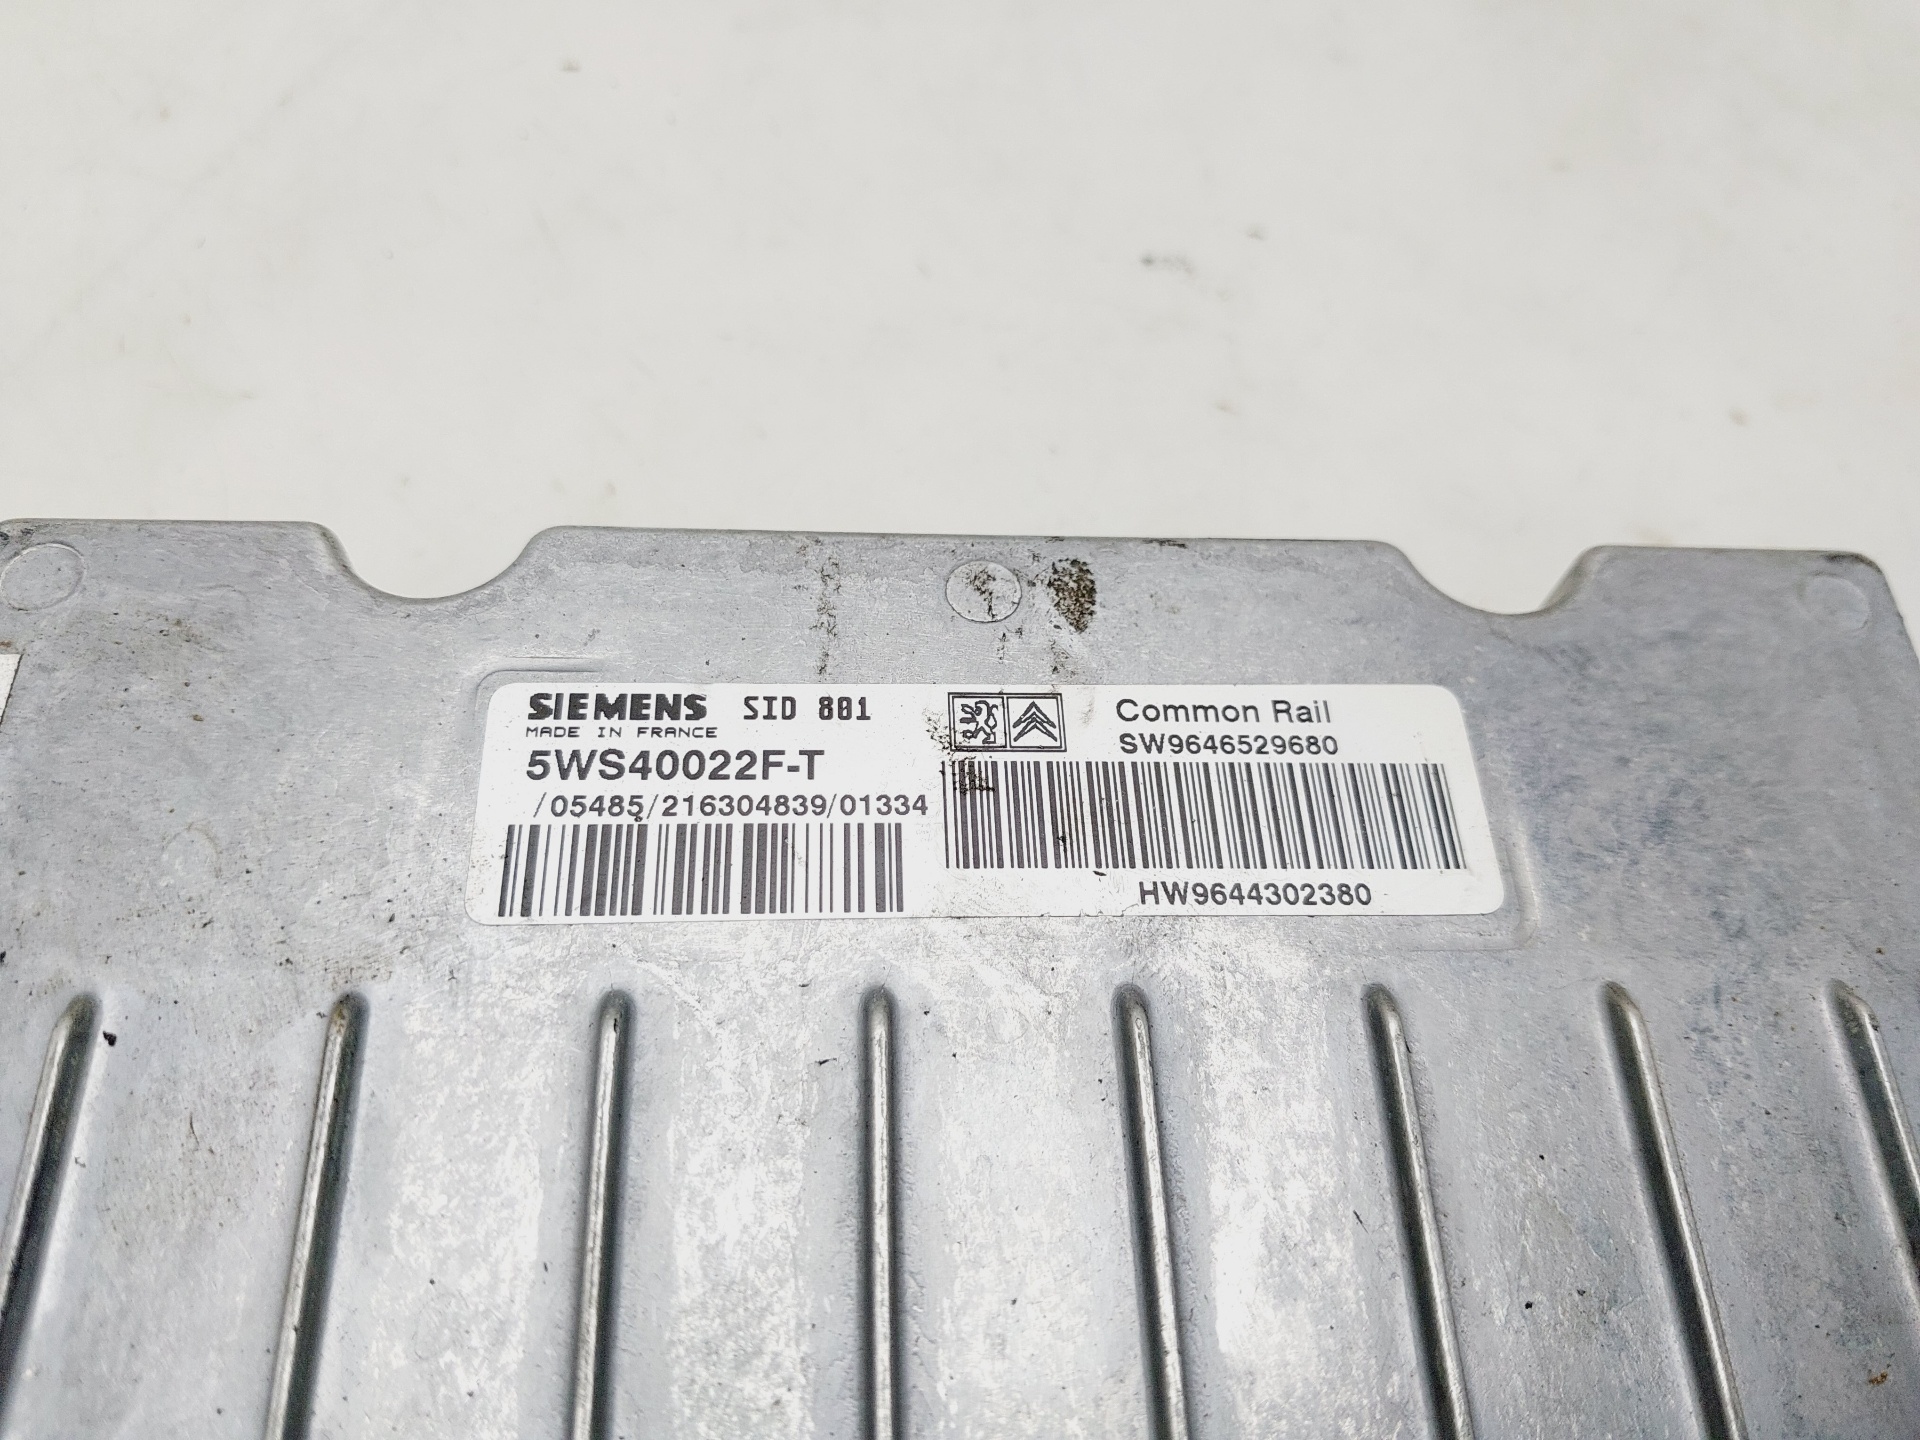 SIEMENS SID 801
MADE IN FRANCE
5WS40022F-T
/05485/216304839/01334
Common Rail
SW9646529680
HW9644302380